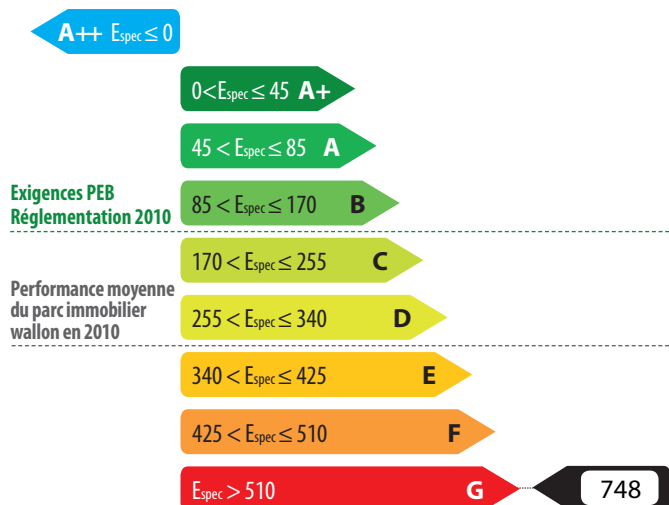 A++ Espec ≤ 0
0<Espec ≤ 45 A+
45 < Espec ≤ 85 A
Exigences PEB
Réglementation 2010
85 < Espec ≤ 170 B
170 < Espec ≤ 255 C
Performance moyenne
du parc immobilier
wallon en 2010
255 < Espec ≤ 340 D
340 < Espec ≤ 425 E
425 < Espec ≤ 510 F
Espec > 510 G 748